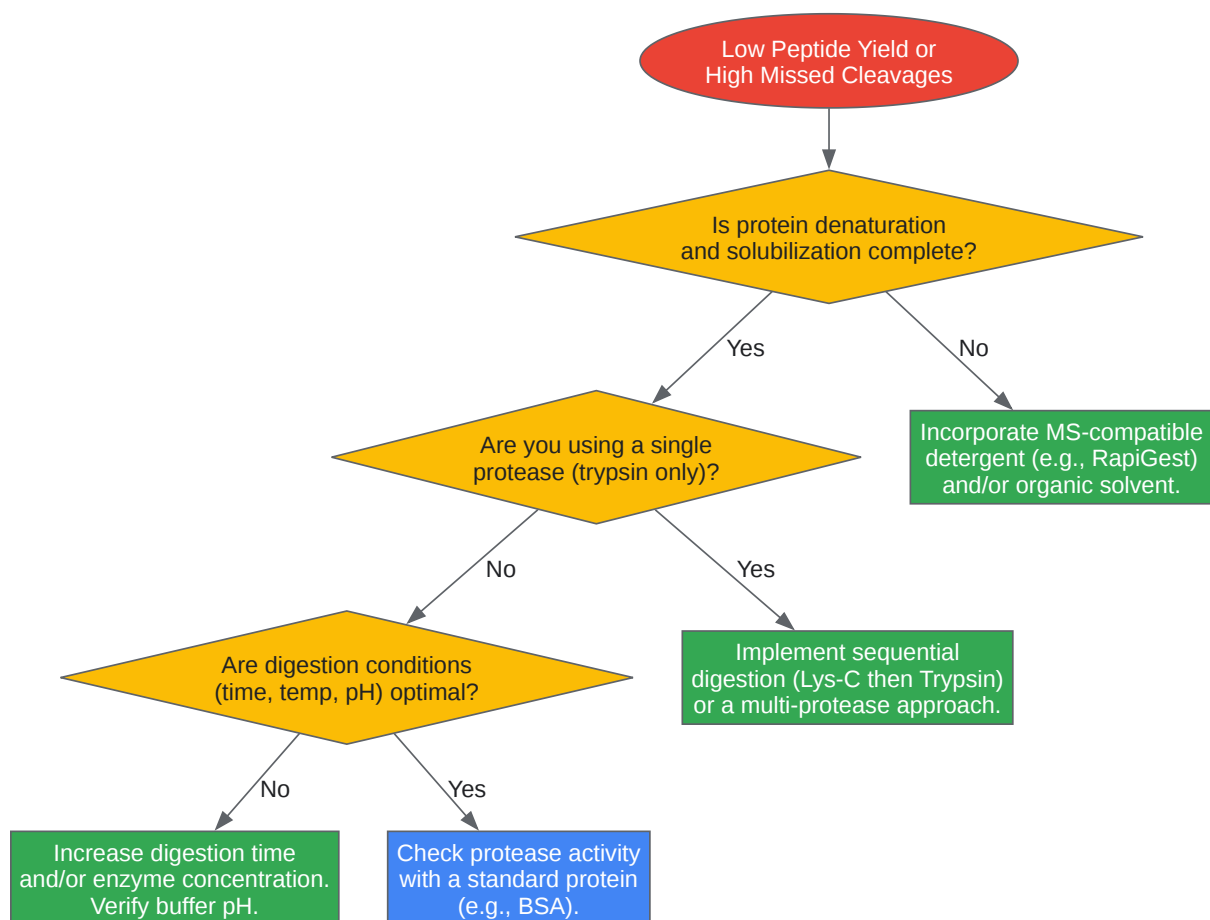 Low Peptide Yield or
High Missed Cleavages
Is protein denaturation
and solubilization complete?
Yes
No
Are you using a single
protease (trypsin only)?
Incorporate MS-compatible
detergent (e.g., RapiGest)
and/or organic solvent.
No
Yes
Are digestion conditions
(time, temp, pH) optimal?
Implement sequential
digestion (Lys-C then Trypsin)
or a multi-protease approach.
No
Yes
Increase digestion time
and/or enzyme concentration.
Verify buffer pH.
Check protease activity
with a standard protein
(e.g., BSA).